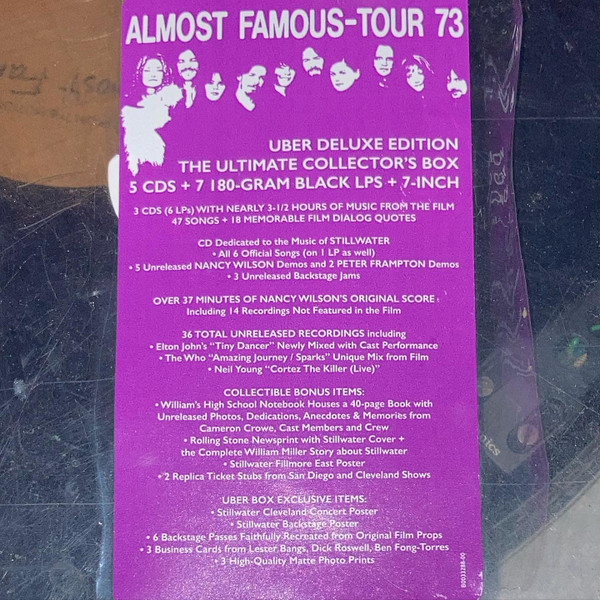 ALMOST FAMOUS-TOUR 73
UBER DELUXE EDITION
THE ULTIMATE COLLECTOR'S BOX
5 CDS + 7 180-GRAM BLACK LPS + 7-INCH
3 CDS (6 LPs) WITH NEARLY 3-1/2 HOURS OF MUSIC FROM THE FILM
47 SONGS + 18 MEMORABLE FILM DIALOG QUOTES
CD Dedicated to the Music of STILLWATER
• All 6 Official Songs (on 1 LP as well)
• 5 Unreleased NANCY WILSON Demos and 2 PETER FRAMPTON Demos
• 3 Unreleased Backstage Jams
OVER 37 MINUTES OF NANCY WILSON'S ORIGINAL SCORE
Including 14 Recordings Not Featured in the Film
36 TOTAL UNRELEASED RECORDINGS including
• Elton John's "Tiny Dancer" Newly Mixed with Cast Performance
• The Who "Amazing Journey / Sparks" Unique Mix from Film
• Neil Young "Cortez The Killer (Live)"
COLLECTIBLE BONUS ITEMS:
• William's High School Notebook Houses a 40-page Book with
Unreleased Photos, Dedications, Anecdotes & Memories from
Cameron Crowe, Cast Members and Crew
• Rolling Stone Newsprint with Stillwater Cover +
the Complete William Miller Story about Stillwater
• Stillwater Fillmore East Poster
• 2 Replica Ticket Stubs from San Diego and Cleveland Shows
UBER BOX EXCLUSIVE ITEMS:
• Stillwater Cleveland Concert Poster
• Stillwater Backstage Poster
• 6 Backstage Passes Faithfully Recreated from Original Film Props
• 3 Business Cards from Lester Bangs, Dick Roswell, Ben Fong-Torres
• 3 High-Quality Matte Photo Prints